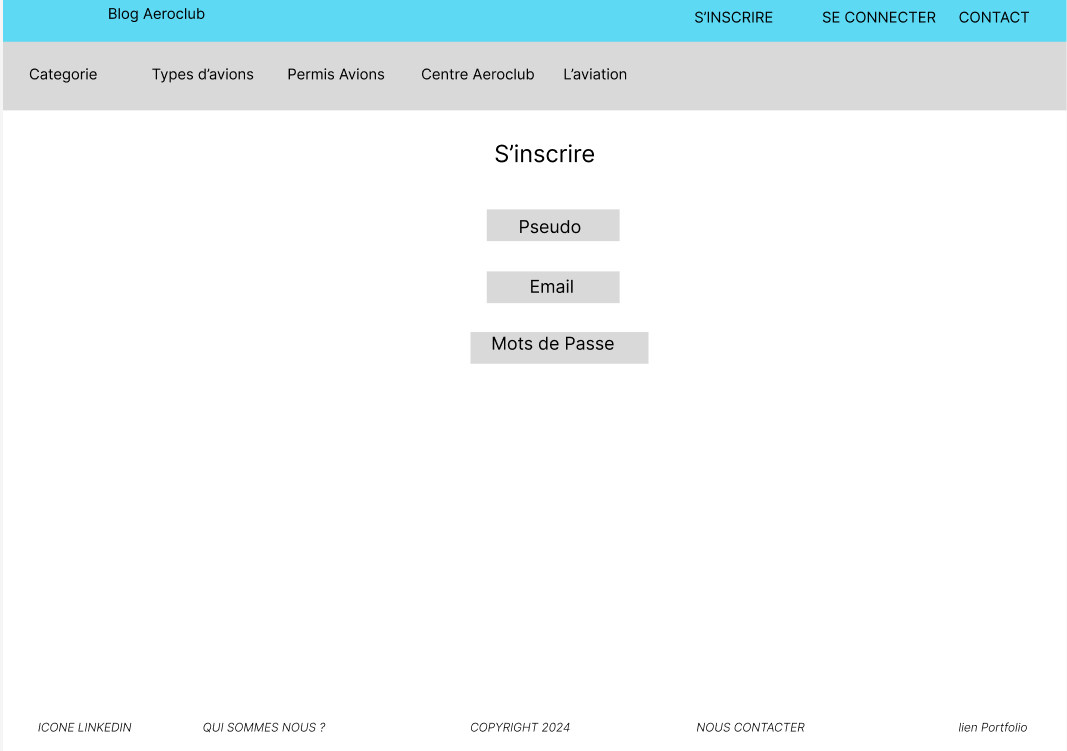 Blog Aeroclub S’INSCRIRE SE CONNECTER CONTACT
Categorie Types d’avions Permis Avions Centre Aeroclub L’aviation
S’inscrire
Pseudo
Email
Mots de Passe
ICONE LINKEDIN QUI SOMMES NOUS ? COPYRIGHT 2024 NOUS CONTACTER lien Portfolio